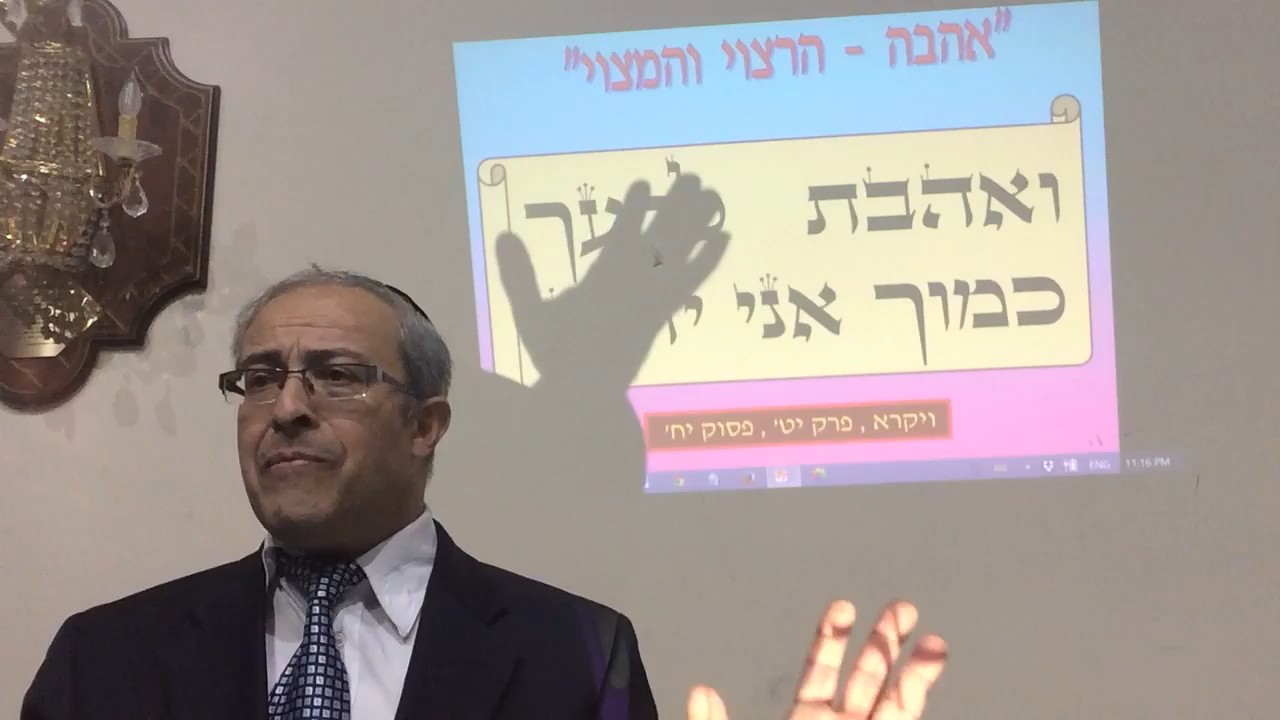 "אהבה - הרצוי והמצוי"
ואהבת
כמוך אני
ויקרא , פרק יט' , פסוק יח'
ENG 11:16 PM